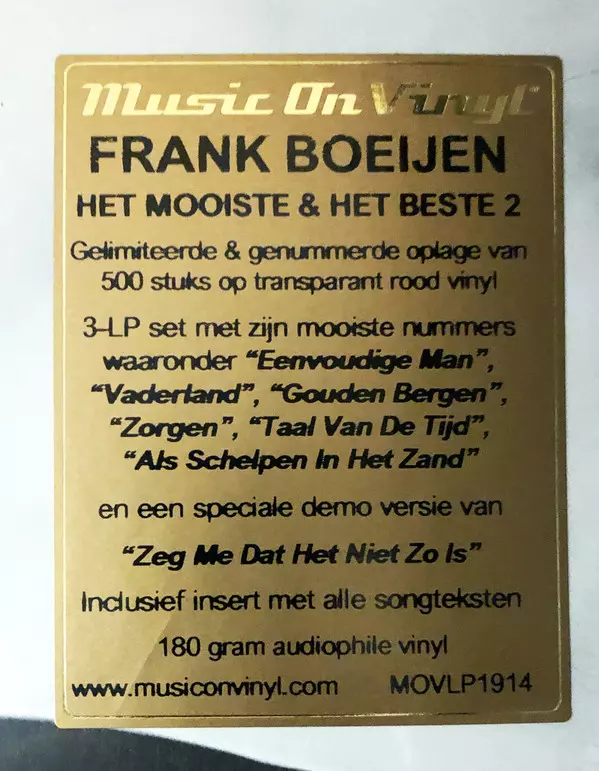 Music On Vinyl
FRANK BOEIJEN
HET MOOISTE & HET BESTE 2
Gelimiteerde & genummerde oplage van
500 stuks op transparant rood vinyl
3-LP set met zijn mooiste nummers
waaronder “Eenvoudige Man”,
“Vaderland”, “Gouden Bergen”,
“Zorgen”, “Taal Van De Tijd”,
“Als Schelpen In Het Zand”
en een speciale demo versie van
“Zeg Me Dat Het Niet Zo Is”
Inclusief insert met alle songteksten
180 gram audiophile vinyl
www.musiconvinyl.com MOVLP1914